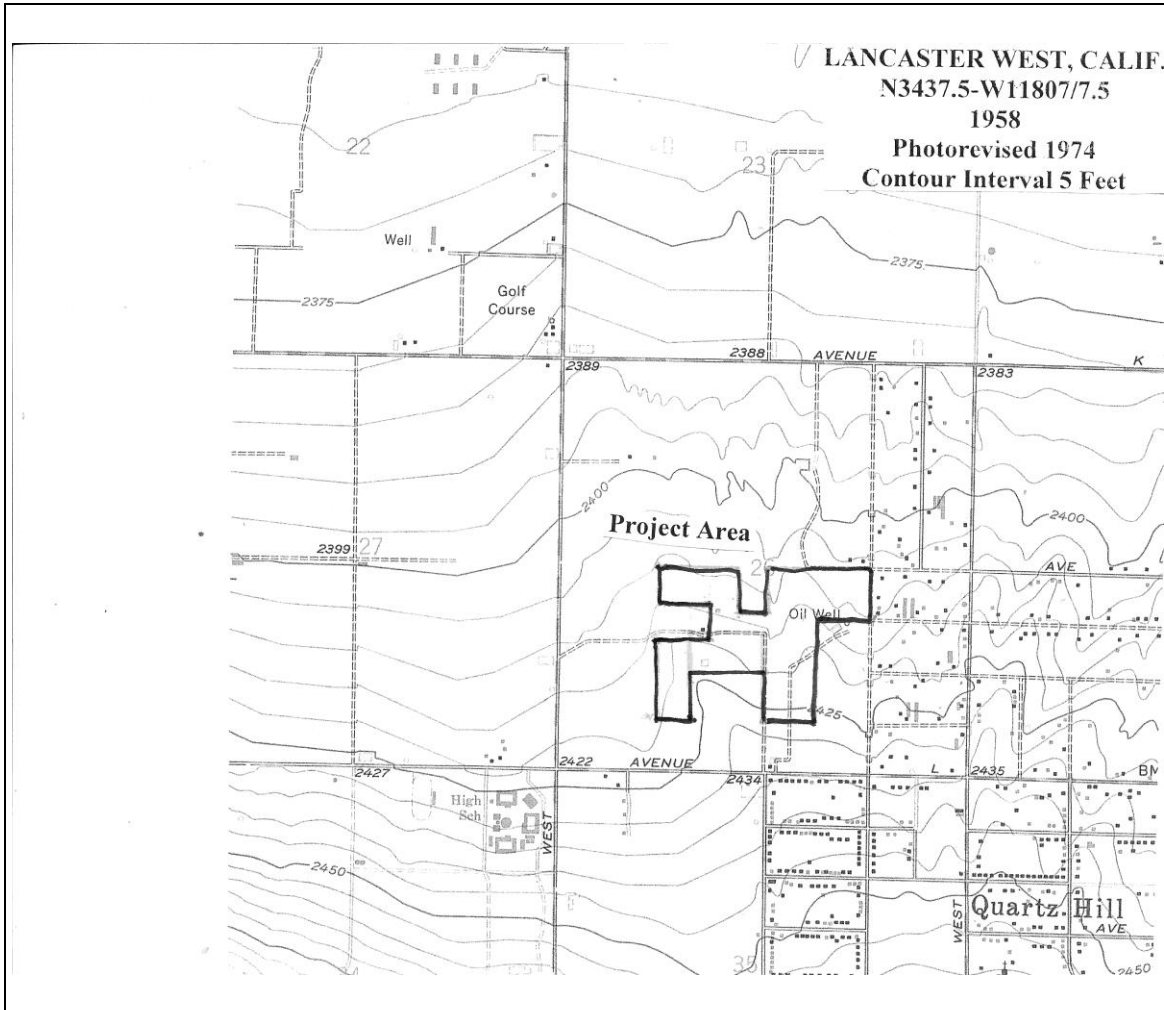 LANCASTER WEST, CALIF.
N3437.5-W11807/7.5
1958
Photorevised 1974
Contour Interval 5 Feet
22
23
Well
2375
2375
Golf
Course
2388
AVENUE
K
2389
2383
2400
2400
Project Area
2399
27
AVE
L
Oil Well
2425
2427
2422
AVENUE
2434
L
2435
BM
High
Sch
WEST
2450
Quartz Hill
WEST
AVE
35
2450